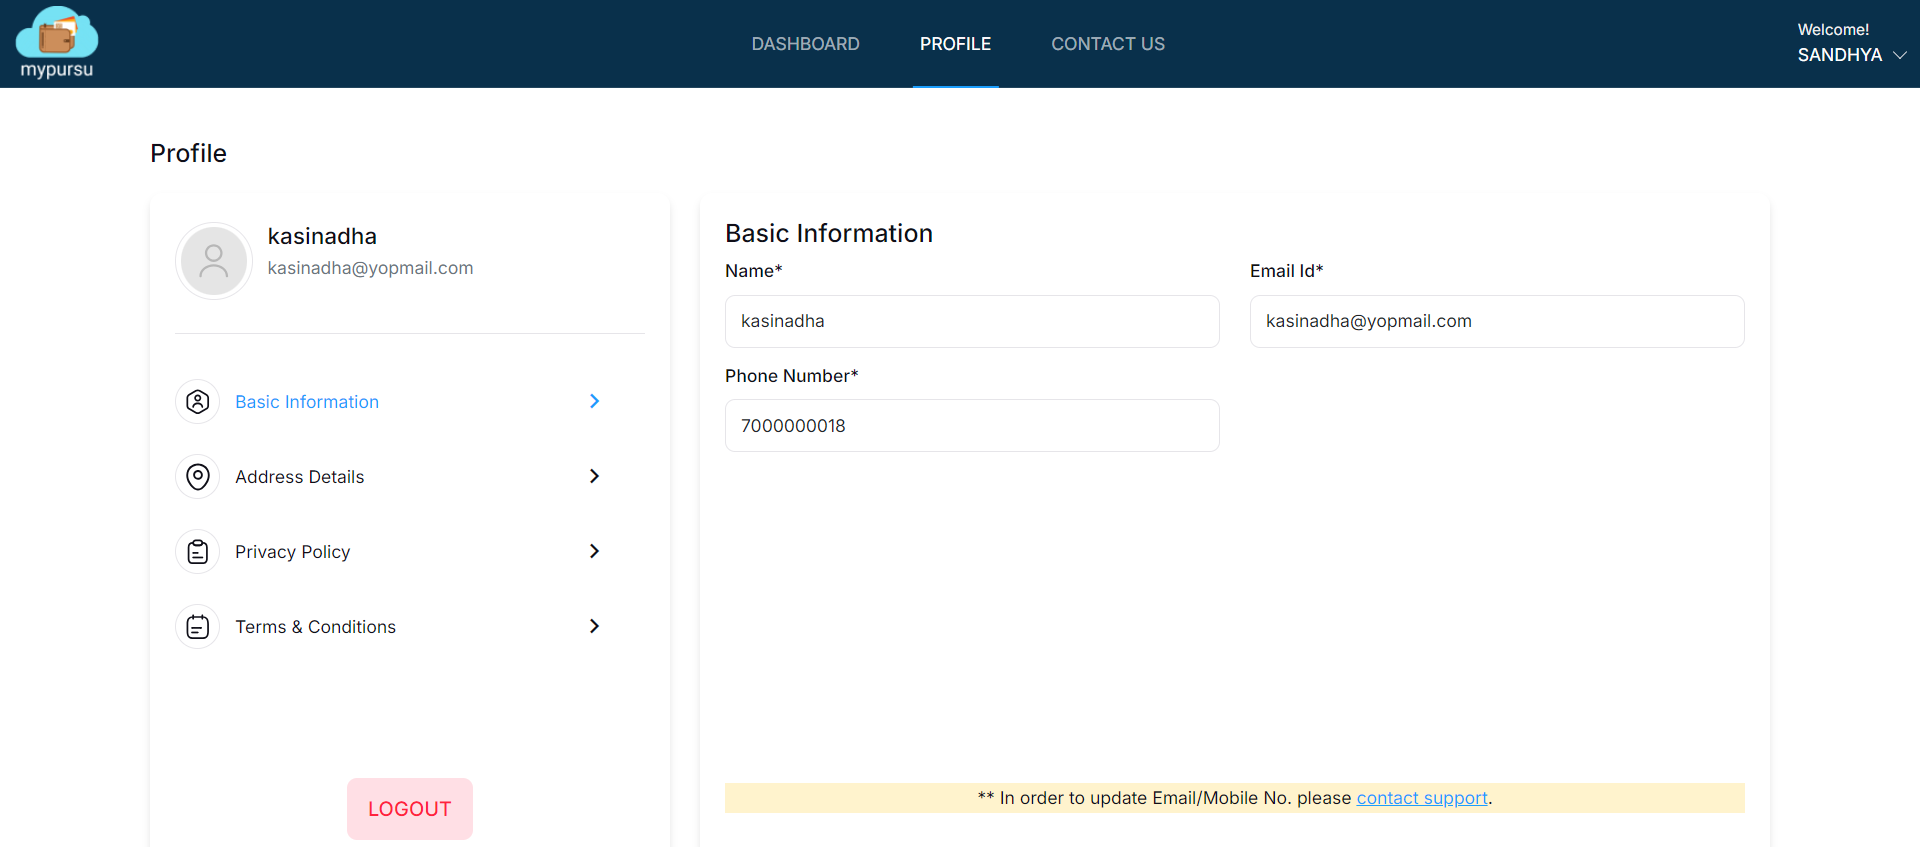 mypursu
DASHBOARD
PROFILE
CONTACT US
Welcome!
SANDHYA
Profile
kasinadha
kasinadha@yopmail.com
Basic Information
Address Details
Privacy Policy
Terms & Conditions
LOGOUT
Basic Information
Name*
Email Id*
kasinadha
kasinadha@yopmail.com
Phone Number*
7000000018
** In order to update Email/Mobile No. please contact support.